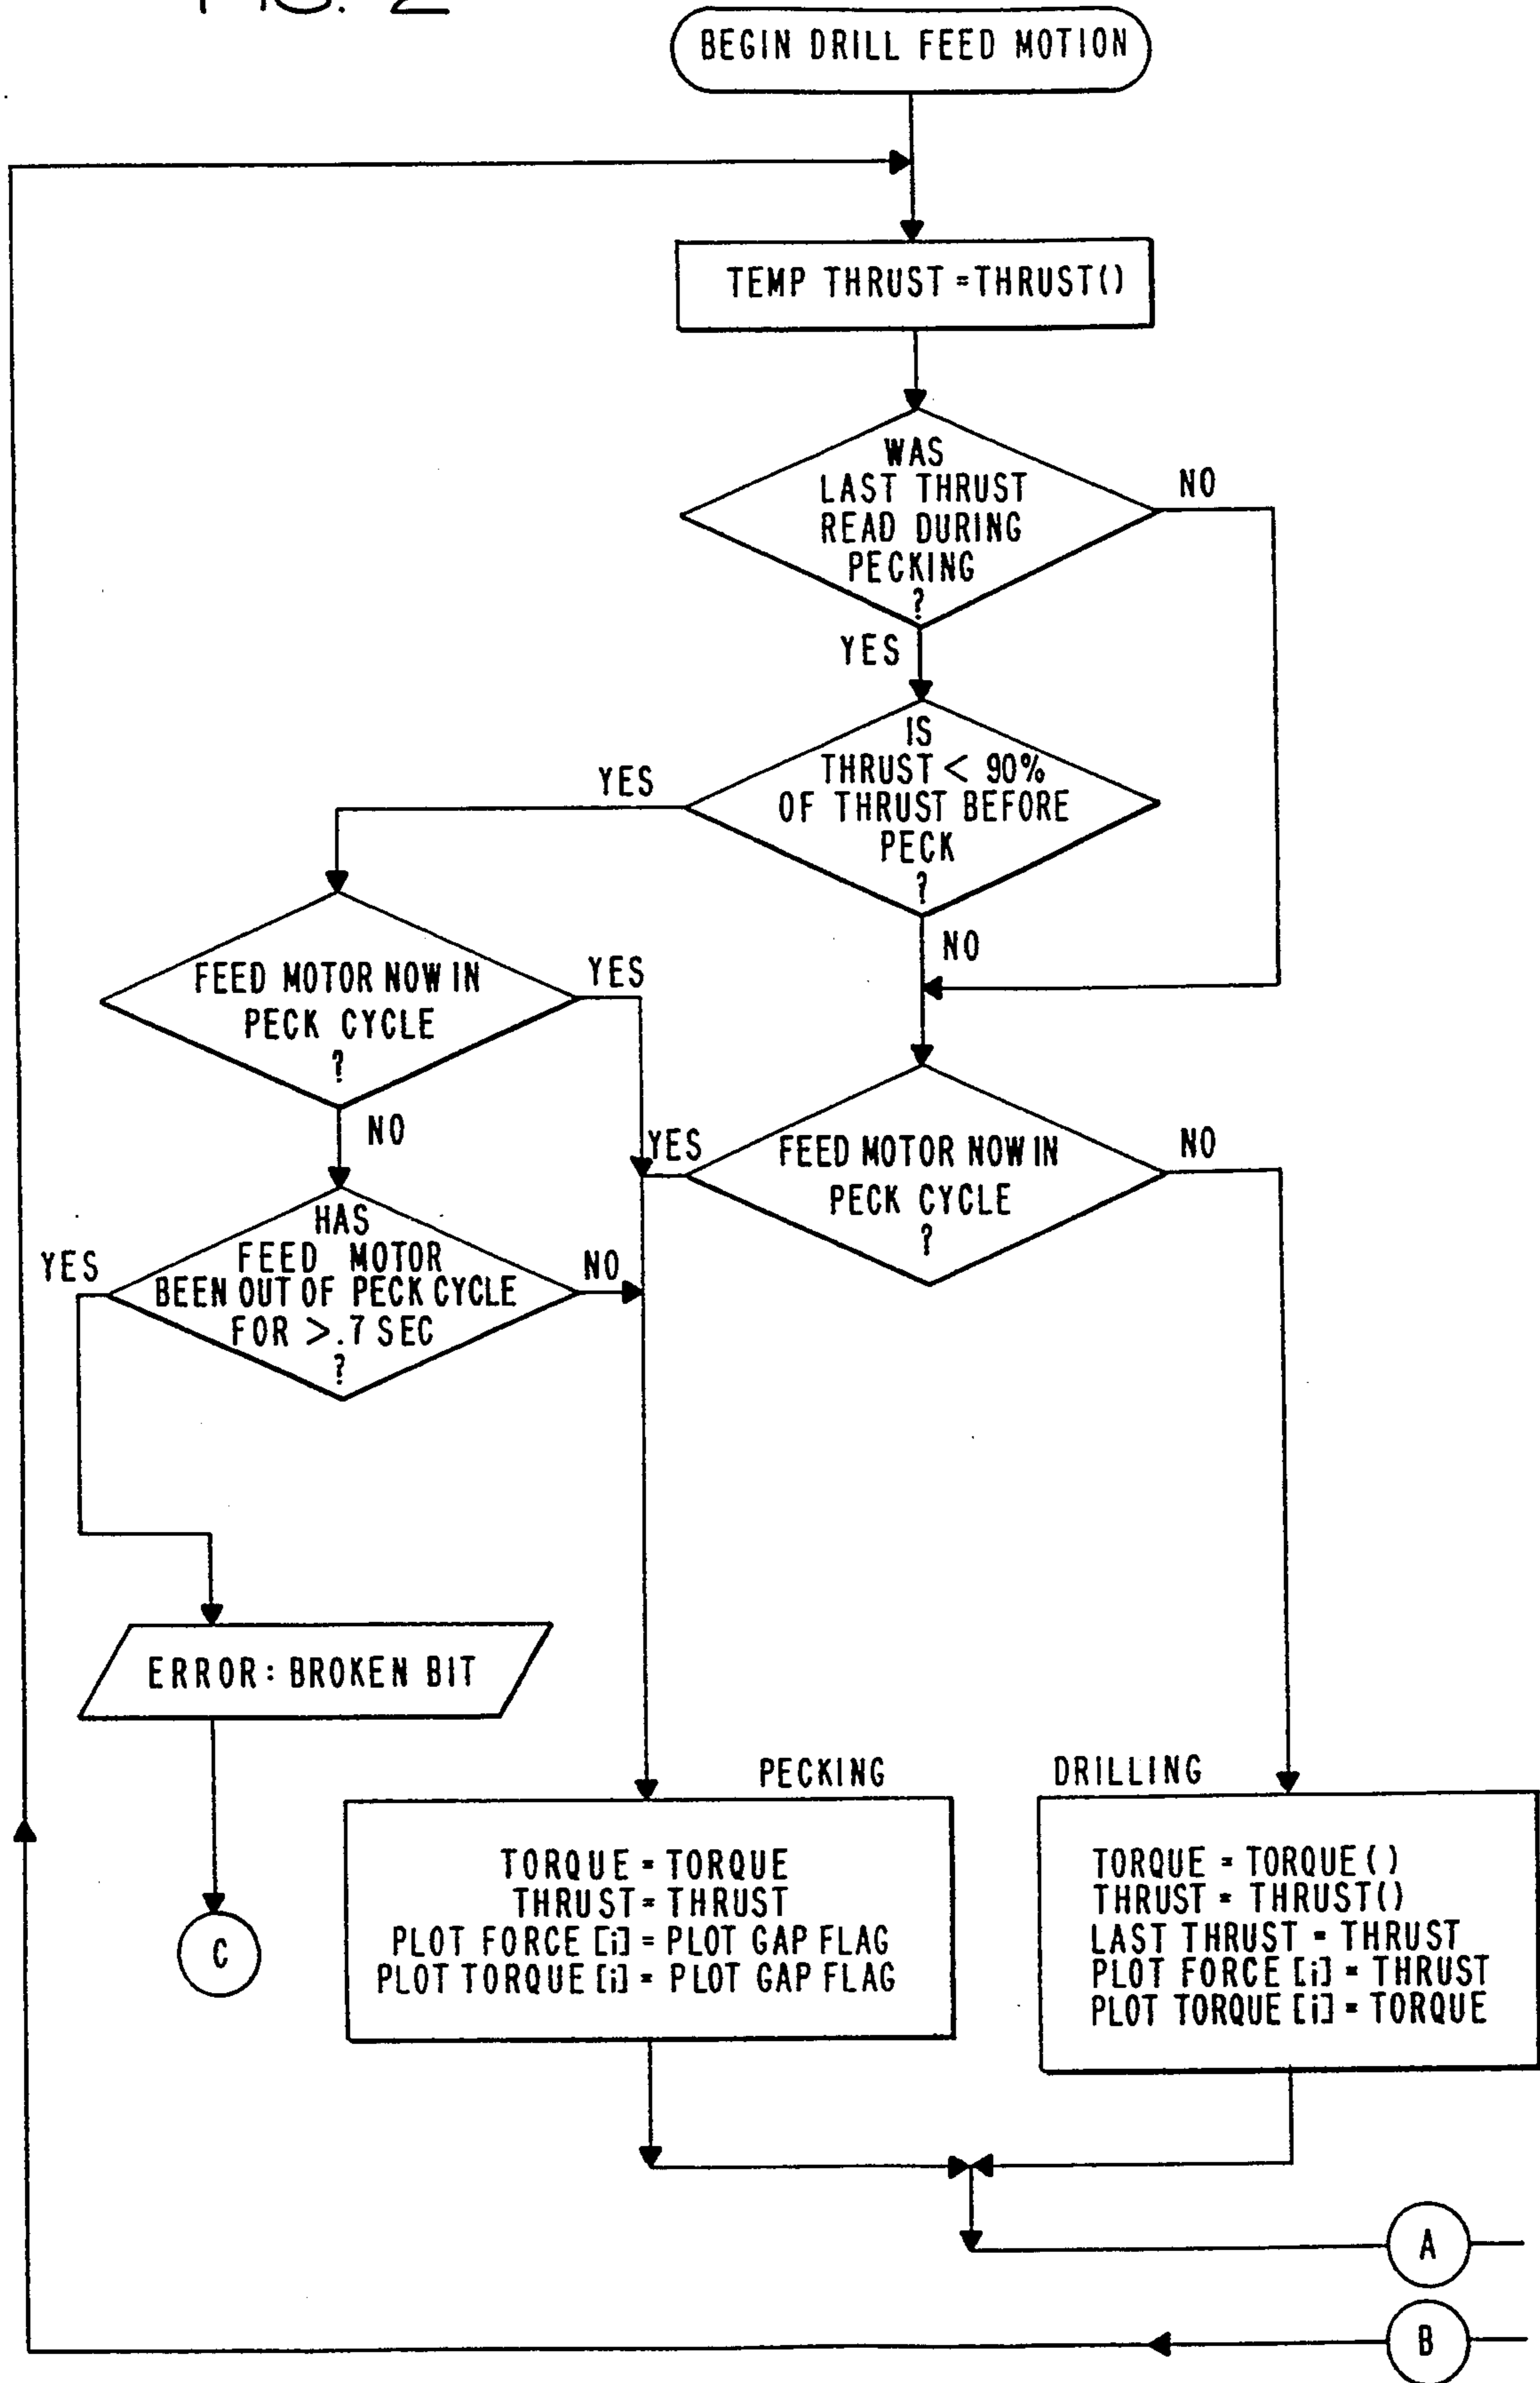 FIG. 2
BEGIN DRILL FEED MOTION
TEMP THRUST = THRUST()
WAS
LAST THRUST
READ DURING
PECKING
?
NO
YES
IS
THRUST < 90%
OF THRUST BEFORE
PECK
?
YES
NO
FEED MOTOR NOW IN
PECK CYCLE
?
YES
NO
FEED MOTOR NOW IN
PECK CYCLE
?
YES
NO
HAS
FEED MOTOR
BEEN OUT OF PECK CYCLE
FOR >.7 SEC
?
YES
NO
ERROR: BROKEN BIT
C
PECKING
TORQUE = TORQUE
THRUST = THRUST
PLOT FORCE [i] = PLOT GAP FLAG
PLOT TORQUE [i] = PLOT GAP FLAG
DRILLING
TORQUE = TORQUE()
THRUST = THRUST()
LAST THRUST = THRUST
PLOT FORCE [i] = THRUST
PLOT TORQUE [i] = TORQUE
A
B